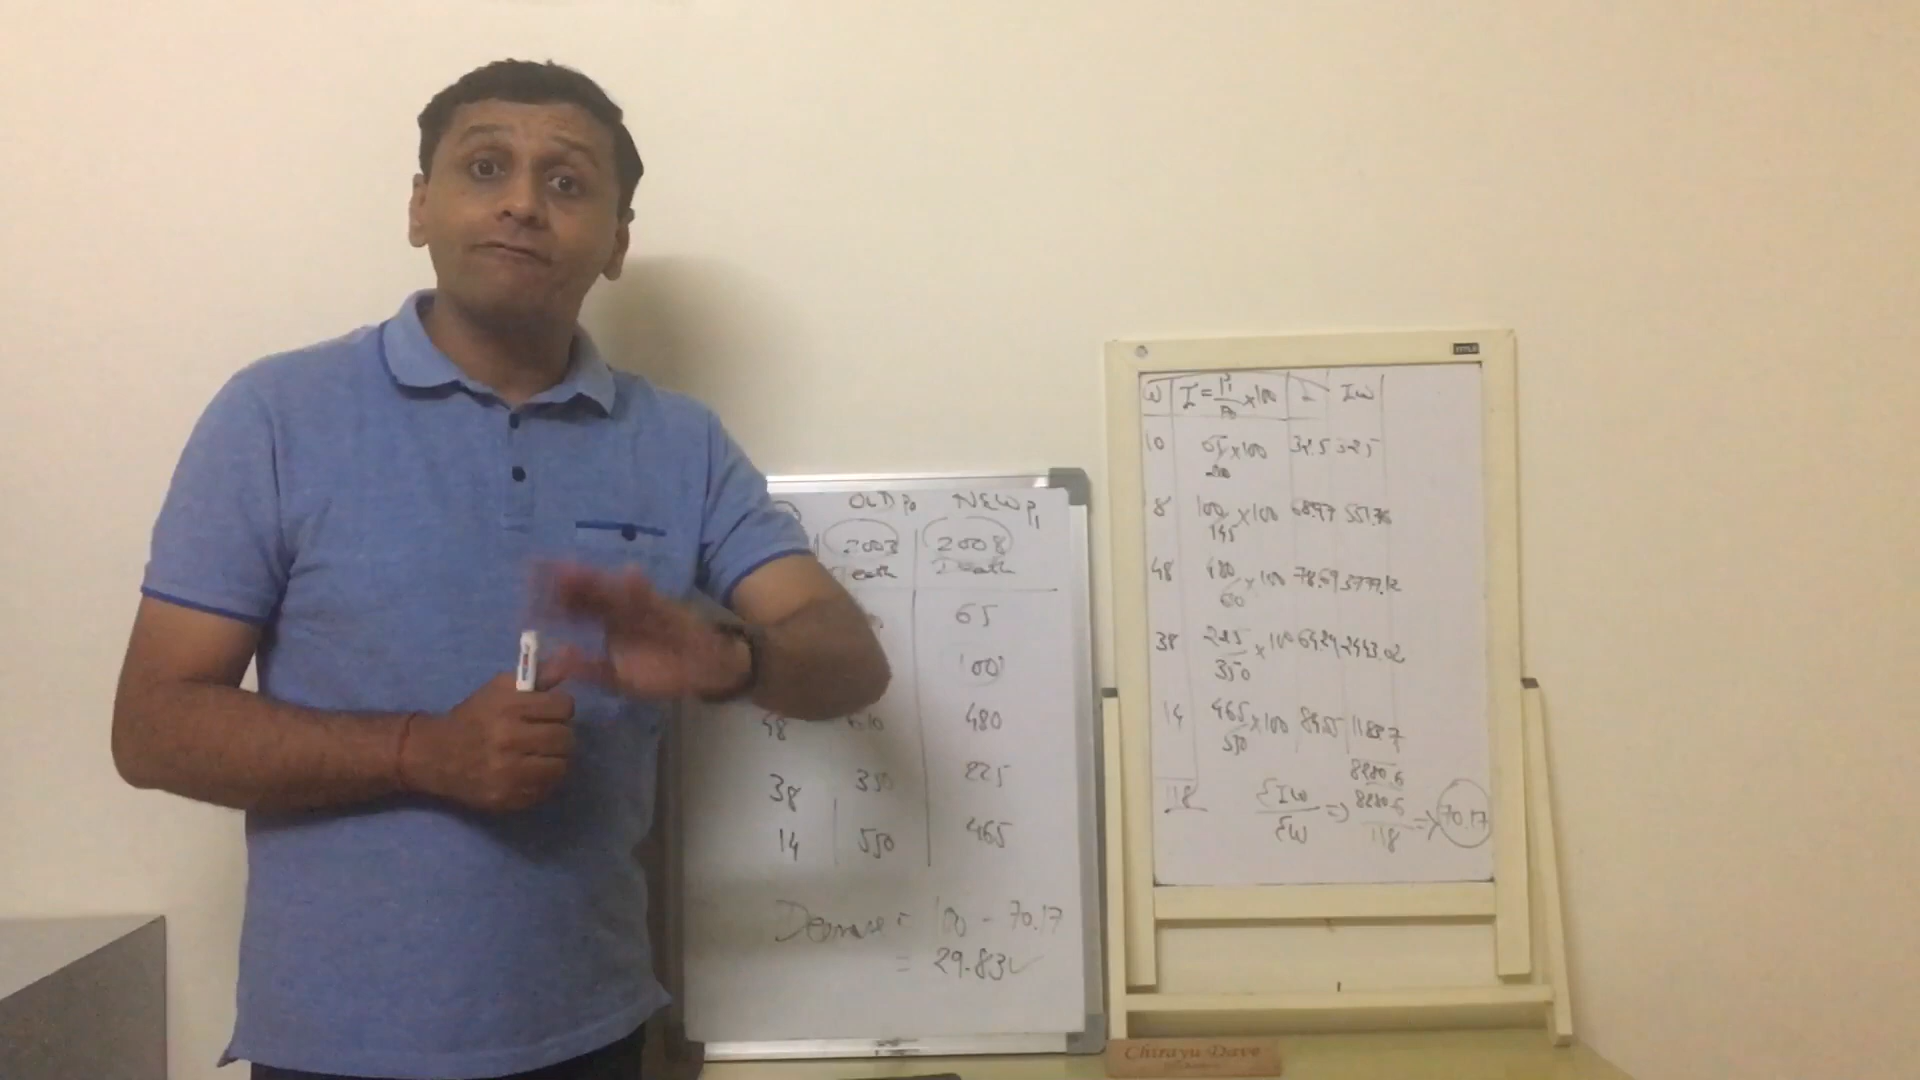 OLD P0 NEW P1
2003 2008
Death
65
100
48 610 480
38 350 225
14 550 465
Decrease = 100 - 70.17
= 29.83
W I = P1/P0 x100 I IW
10 65/200 x100 32.5 325
8 100/145 x100 68.97 551.76
48 480/610 x100 78.69 3777.12
38 225/350 x100 64.29 2443.02
14 465/550 x100 84.55 1183.7
8280.6
118 ΣIW/ΣW => 8280.6/118 => 70.17
Chirayu Dave